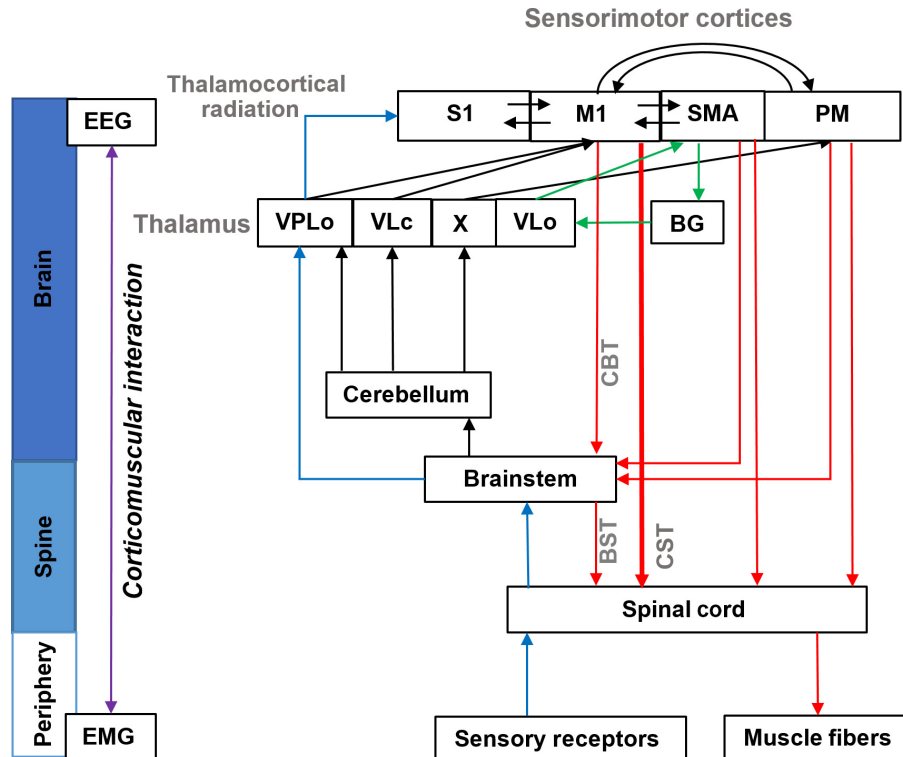 Sensorimotor cortices
Thalamocortical
radiation
EEG
S1
M1
SMA
PM
Thalamus
VPLo
VLc
X
VLo
BG
Brain
Corticomuscular interaction
CBT
Cerebellum
Brainstem
Spine
BST
CST
Spinal cord
Periphery
EMG
Sensory receptors
Muscle fibers